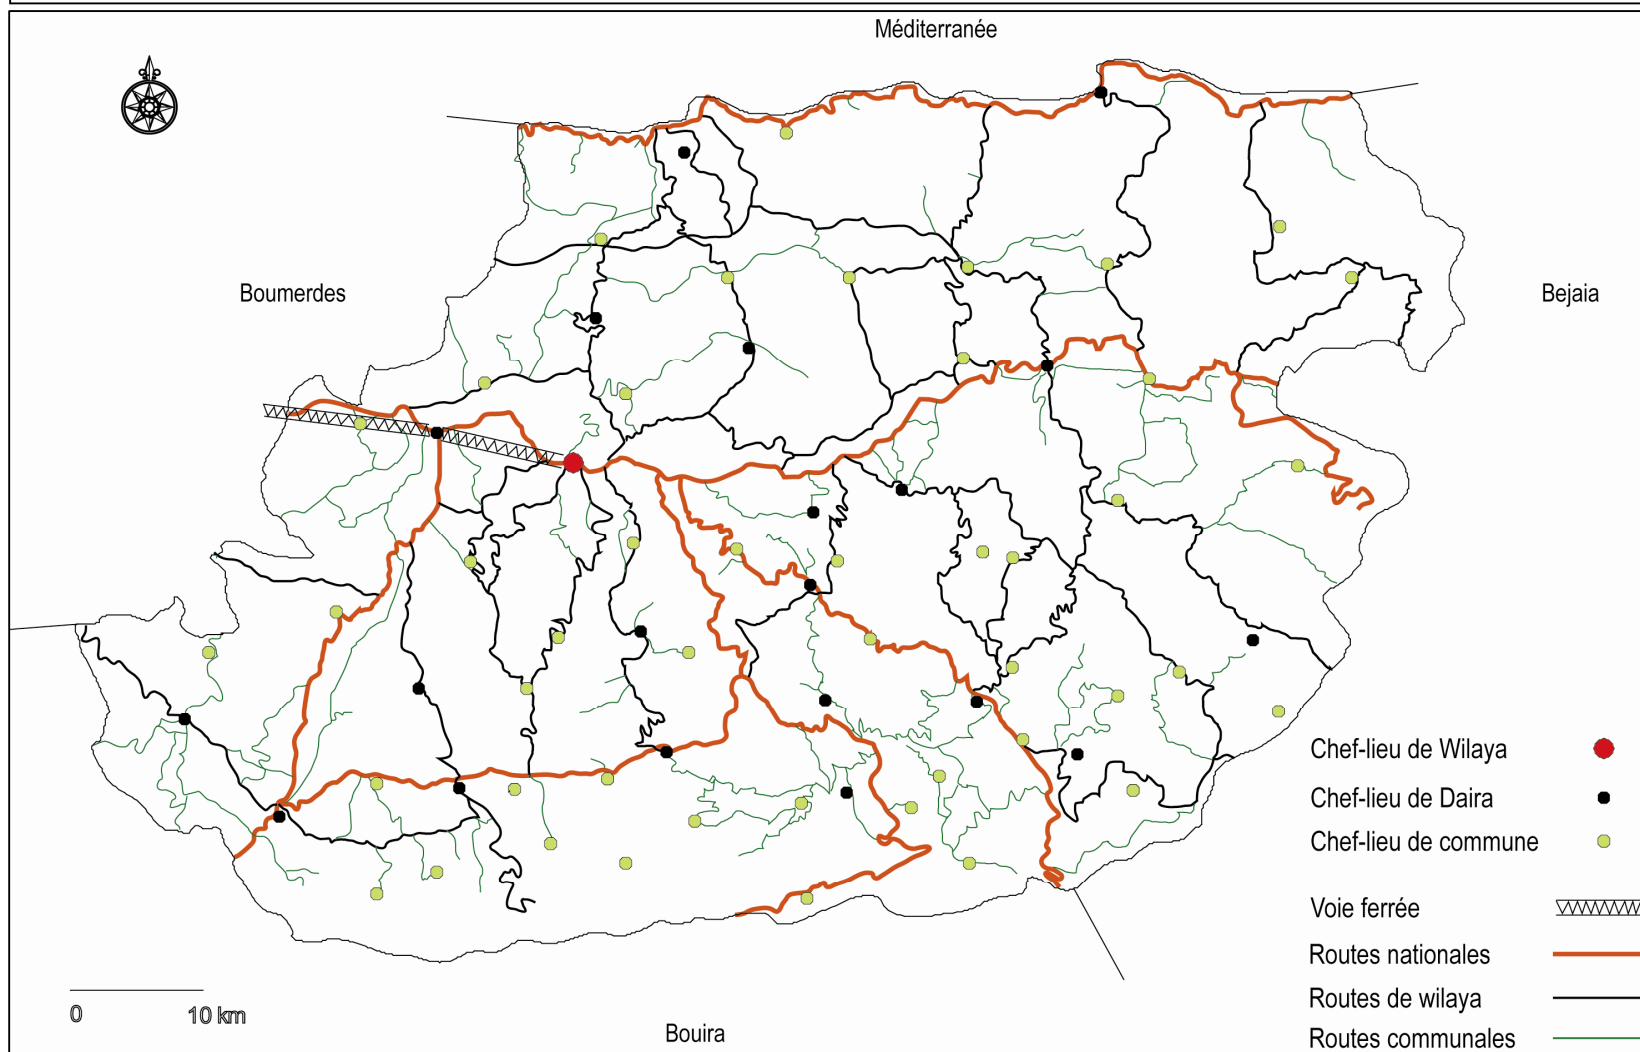 Méditerranée
Boumerdes
Bejaia
Chef-lieu de Wilaya
Chef-lieu de Daira
Chef-lieu de commune
Voie ferrée
Routes nationales
Routes de wilaya
Routes communales
0 10 km
Bouira